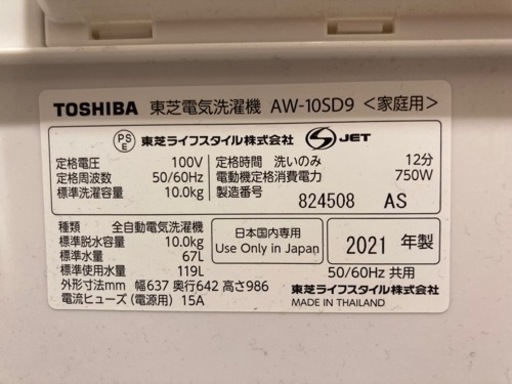 TOSHIBA 東芝電気洗濯機 AW-10SD9 <家庭用>
PS E 東芝ライフスタイル株式会社 S JET
定格電圧 100V
定格周波数 50/60Hz
標準洗濯容量 10.0kg
定格時間 洗いのみ 12分
電動機定格消費電力 750W
製造番号 824508 AS
種類 全自動電気洗濯機
標準脱水容量 10.0kg
標準水量 67L
標準使用水量 119L
外形寸法mm 幅637 奥行642 高さ986
電流ヒューズ(電源用) 15A
日本国内専用
Use Only in Japan
2021 年製
50/60Hz 共用
東芝ライフスタイル株式会社
MADE IN THAILAND